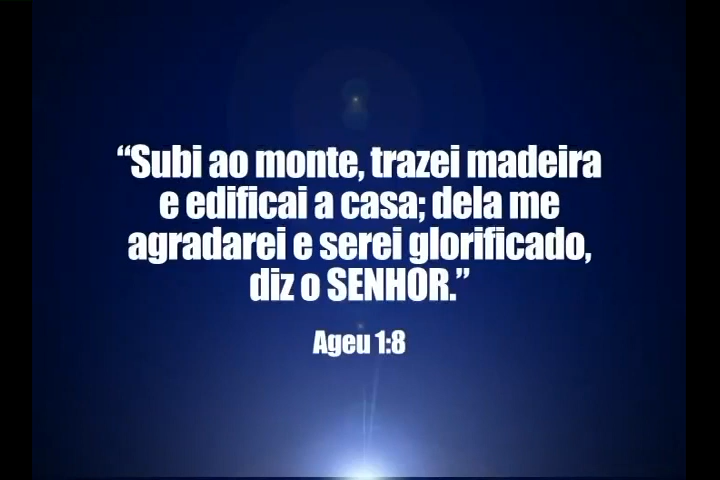 “Subi ao monte, trazei madeira
e edificai a casa; dela me
agradarei e serei glorificado,
diz o SENHOR.”
Ageu 1:8